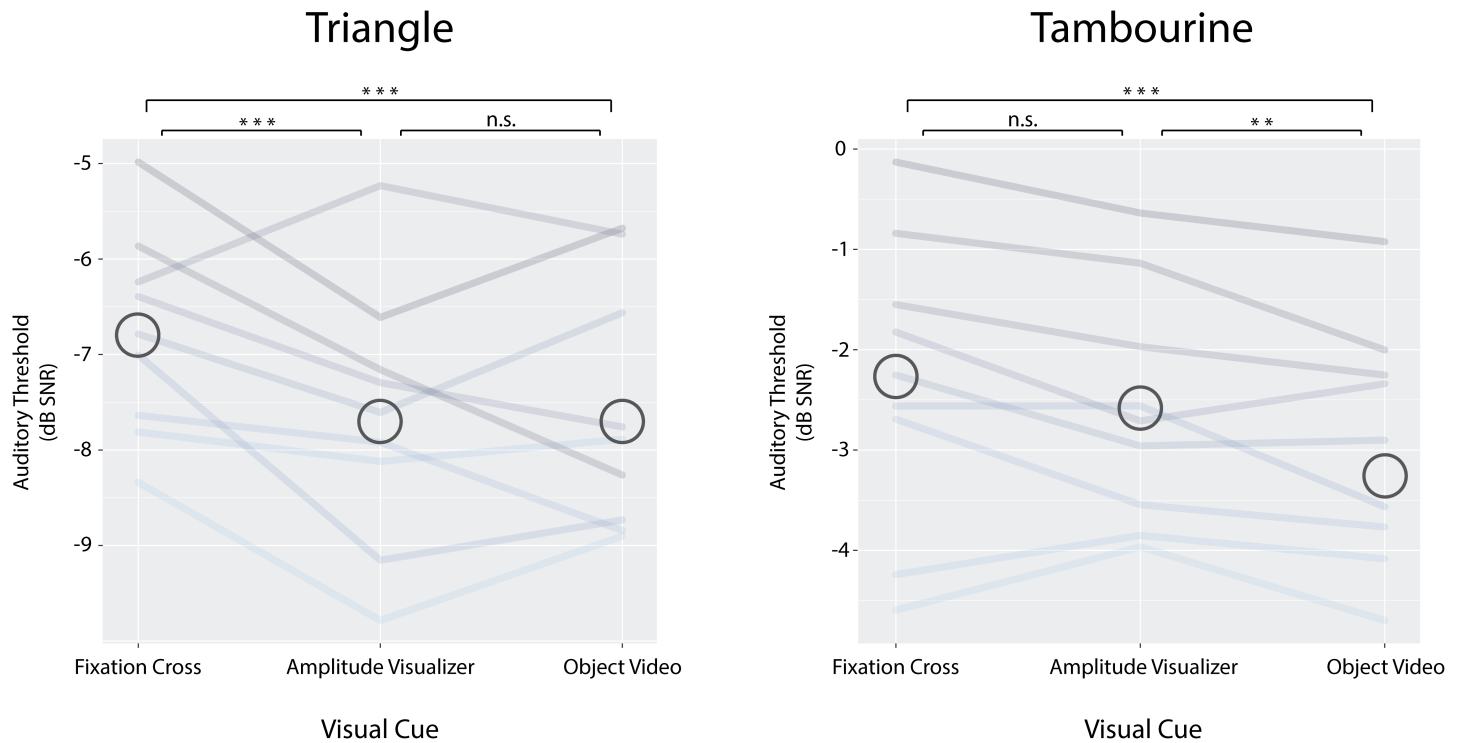 Triangle
* * *
* * *
n.s.
-5
-6
-7
-8
-9
Auditory Threshold
(dB SNR)
Fixation Cross
Amplitude Visualizer
Object Video
Visual Cue
Tambourine
* * *
n.s.
* *
0
-1
-2
-3
-4
Auditory Threshold
(dB SNR)
Fixation Cross
Amplitude Visualizer
Object Video
Visual Cue